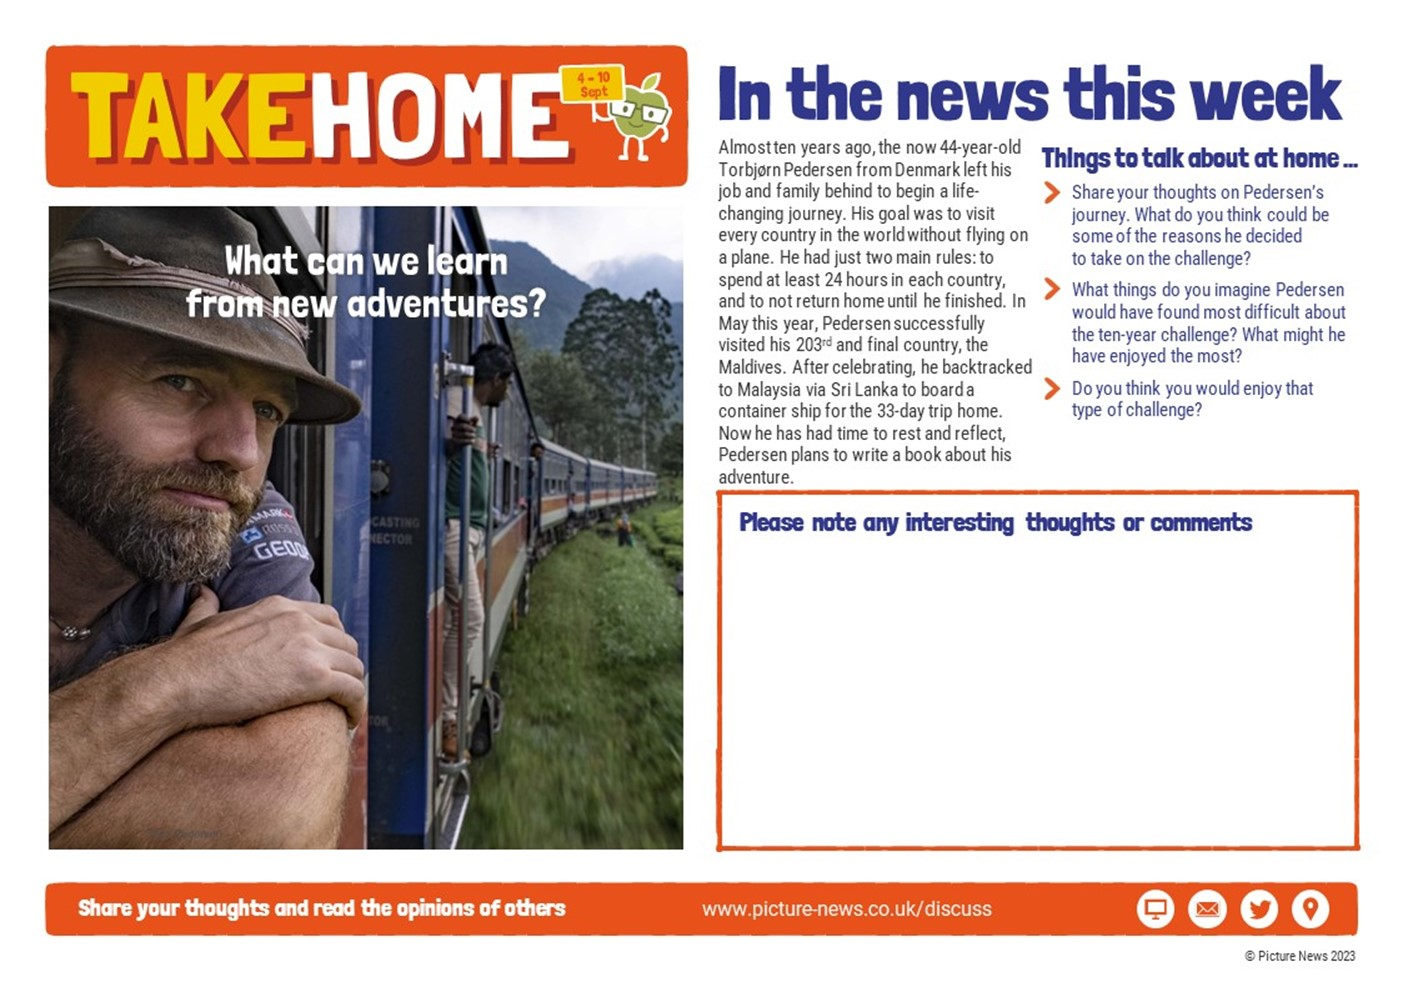 TAKEHOME
4 - 10
Sept
What can we learn
from new adventures?
CASTING
NECTOR
GEOOP
In the news this week
Almost ten years ago, the now 44-year-old
Torbjørn Pedersen from Denmark left his
job and family behind to begin a life-
changing journey. His goal was to visit
every country in the world without flying on
a plane. He had just two main rules: to
spend at least 24 hours in each country,
and to not return home until he finished. In
May this year, Pedersen successfully
visited his 203rd and final country, the
Maldives. After celebrating, he backtracked
to Malaysia via Sri Lanka to board a
container ship for the 33-day trip home.
Now he has had time to rest and reflect,
Pedersen plans to write a book about his
adventure.
Things to talk about at home ...
Share your thoughts on Pedersen's
journey. What do you think could be
some of the reasons he decided
to take on the challenge?
What things do you imagine Pedersen
would have found most difficult about
the ten-year challenge? What might he
have enjoyed the most?
Do you think you would enjoy that
type of challenge?
Please note any interesting thoughts or comments
Share your thoughts and read the opinions of others
www.picture-news.co.uk/discuss
© Picture News 2023